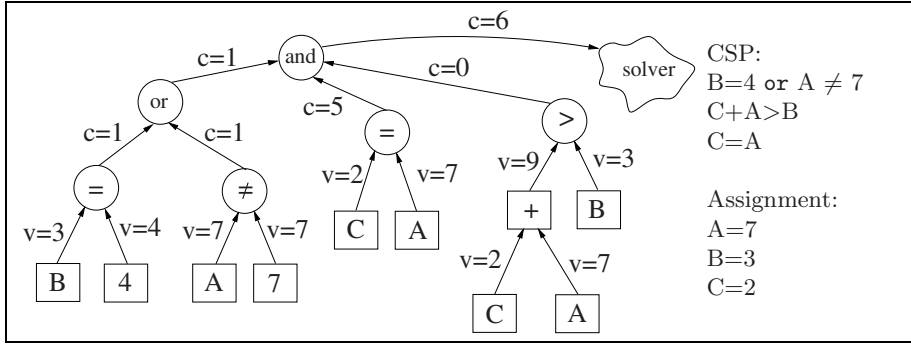 c=6
and
c=1
c=0
solver
CSP:
B=4 or A ≠ 7
C+A>B
C=A
or
c=5
=
>
c=1
c=1
v=9
v=3
v=2
v=7
=
≠
C
A
+
B
v=3
v=4
v=7
v=7
B
4
A
7
v=2
v=7
C
A
Assignment:
A=7
B=3
C=2